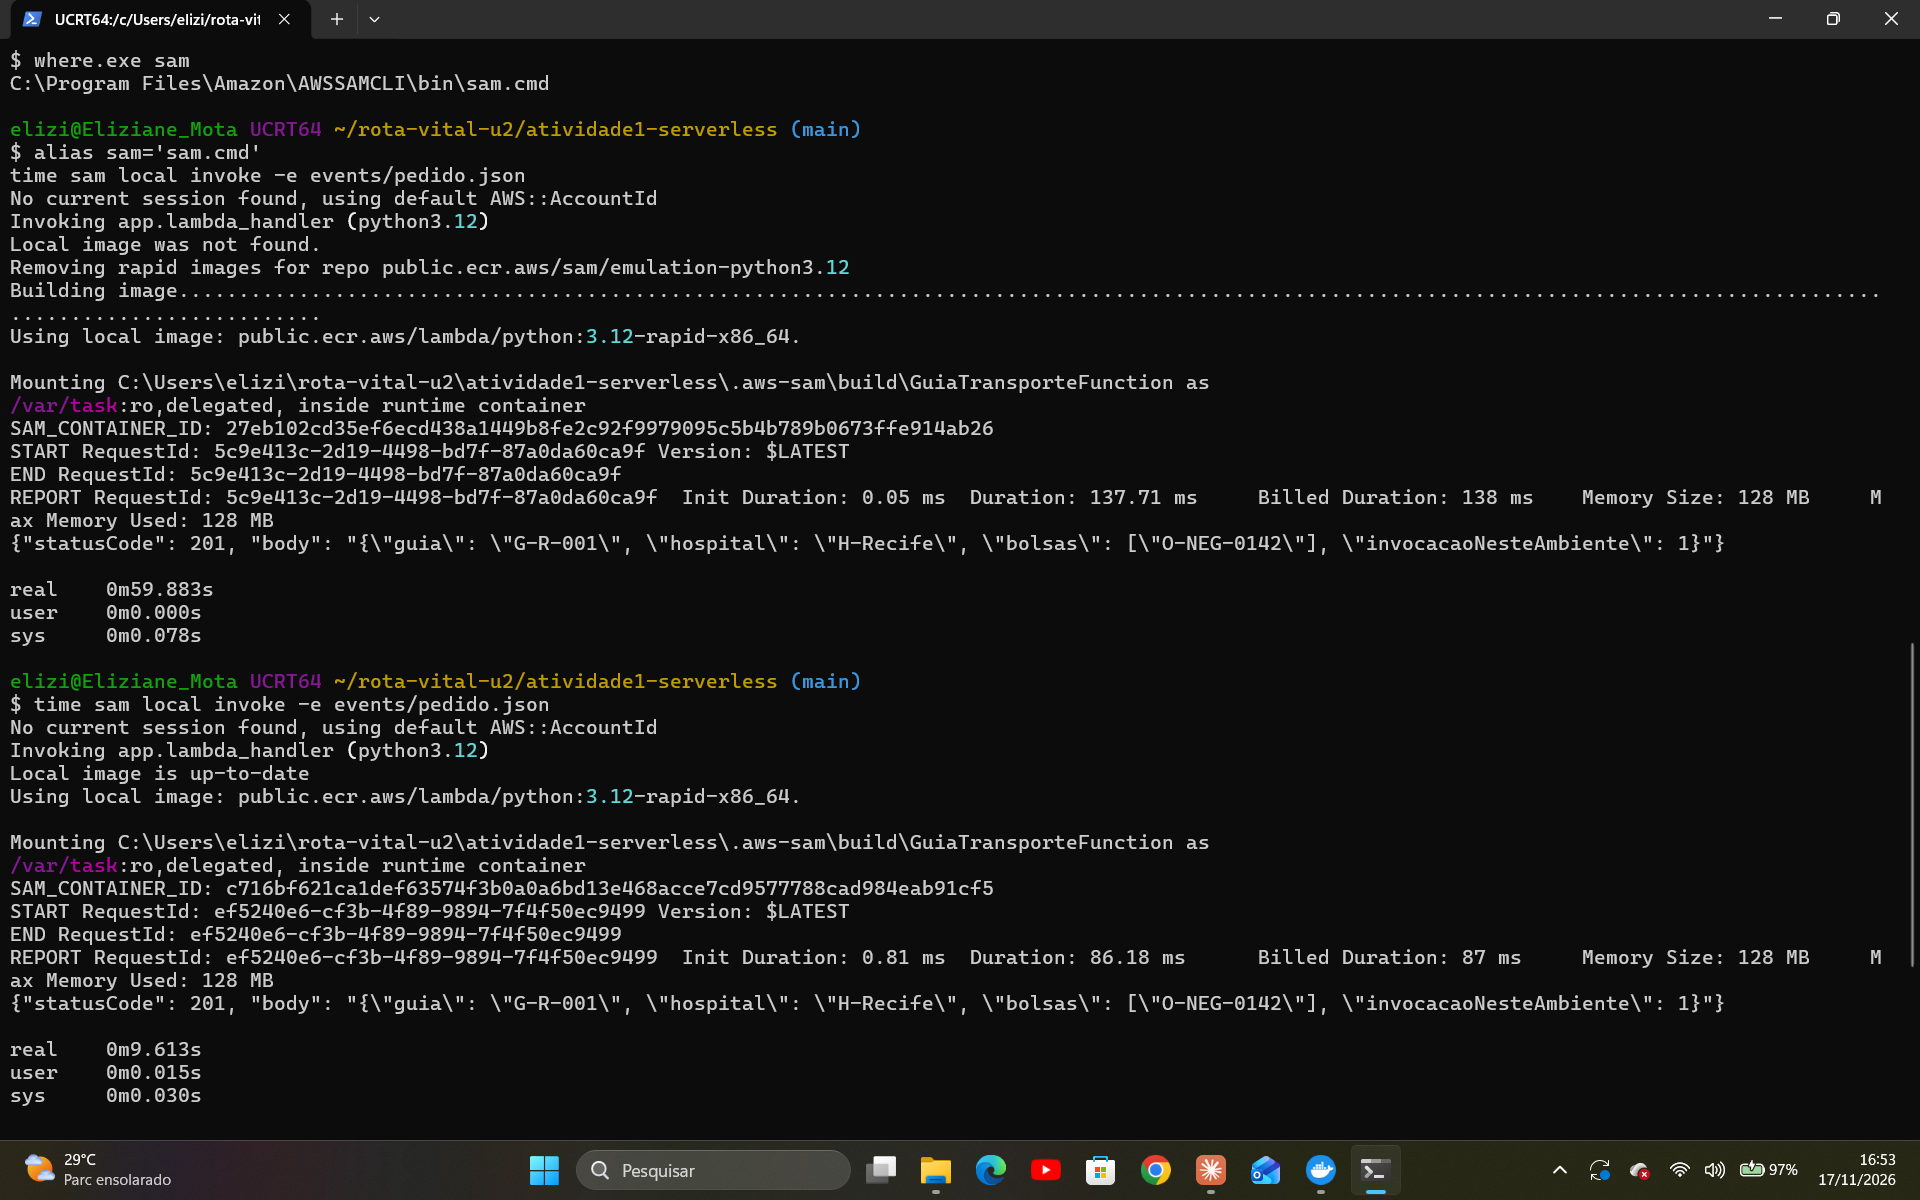 UCRT64:/c/Users/elizi/rota-vit
$ where.exe sam
C:\Program Files\Amazon\AWSSAMCLI\bin\sam.cmd
elizi@Eliziane_Mota UCRT64 ~/rota-vital-u2/atividade1-serverless (main)
$ alias sam='sam.cmd'
time sam local invoke -e events/pedido.json
No current session found, using default AWS::AccountId
Invoking app.lambda_handler (python3.12)
Local image was not found.
Removing rapid images for repo public.ecr.aws/sam/emulation-python3.12
Building image..............................................................................................................................................
..........................
Using local image: public.ecr.aws/lambda/python:3.12-rapid-x86_64.
Mounting C:\Users\elizi\rota-vital-u2\atividade1-serverless\.aws-sam\build\GuiaTransporteFunction as
/var/task:ro,delegated, inside runtime container
SAM_CONTAINER_ID: 27eb102cd35ef6ecd438a1449b8fe2c92f9979095c5b4b789b0673ffe914ab26
START RequestId: 5c9e413c-2d19-4498-bd7f-87a0da60ca9f Version: $LATEST
END RequestId: 5c9e413c-2d19-4498-bd7f-87a0da60ca9f
REPORT RequestId: 5c9e413c-2d19-4498-bd7f-87a0da60ca9f  Init Duration: 0.05 ms  Duration: 137.71 ms     Billed Duration: 138 ms    Memory Size: 128 MB     M
ax Memory Used: 128 MB
{"statusCode": 201, "body": "{\"guia\": \"G-R-001\", \"hospital\": \"H-Recife\", \"bolsas\": [\"O-NEG-0142\"], \"invocacaoNesteAmbiente\": 1}"}
real    0m59.883s
user    0m0.000s
sys     0m0.078s
elizi@Eliziane_Mota UCRT64 ~/rota-vital-u2/atividade1-serverless (main)
$ time sam local invoke -e events/pedido.json
No current session found, using default AWS::AccountId
Invoking app.lambda_handler (python3.12)
Local image is up-to-date
Using local image: public.ecr.aws/lambda/python:3.12-rapid-x86_64.
Mounting C:\Users\elizi\rota-vital-u2\atividade1-serverless\.aws-sam\build\GuiaTransporteFunction as
/var/task:ro,delegated, inside runtime container
SAM_CONTAINER_ID: c716bf621ca1def63574f3b0a0a6bd13e468acce7cd9577788cad984eab91cf5
START RequestId: ef5240e6-cf3b-4f89-9894-7f4f50ec9499 Version: $LATEST
END RequestId: ef5240e6-cf3b-4f89-9894-7f4f50ec9499
REPORT RequestId: ef5240e6-cf3b-4f89-9894-7f4f50ec9499  Init Duration: 0.81 ms  Duration: 86.18 ms      Billed Duration: 87 ms     Memory Size: 128 MB     M
ax Memory Used: 128 MB
{"statusCode": 201, "body": "{\"guia\": \"G-R-001\", \"hospital\": \"H-Recife\", \"bolsas\": [\"O-NEG-0142\"], \"invocacaoNesteAmbiente\": 1}"}
real    0m9.613s
user    0m0.015s
sys     0m0.030s
29°C
Parc ensolarado
Pesquisar
97%
16:53
17/11/2026